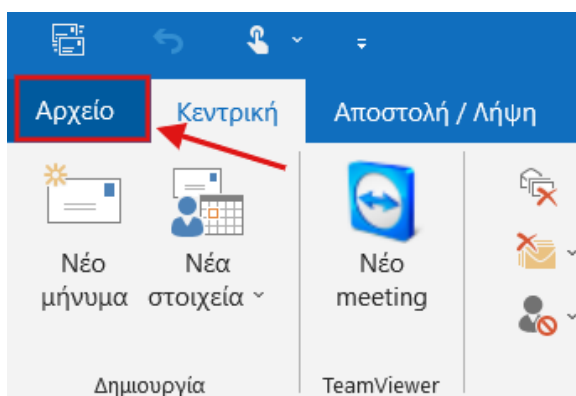 Αρχείο Κεντρική Αποστολή / Λήψη
Νέο μήνυμα
Νέα στοιχεία
Νέο meeting
Δημιουργία TeamViewer